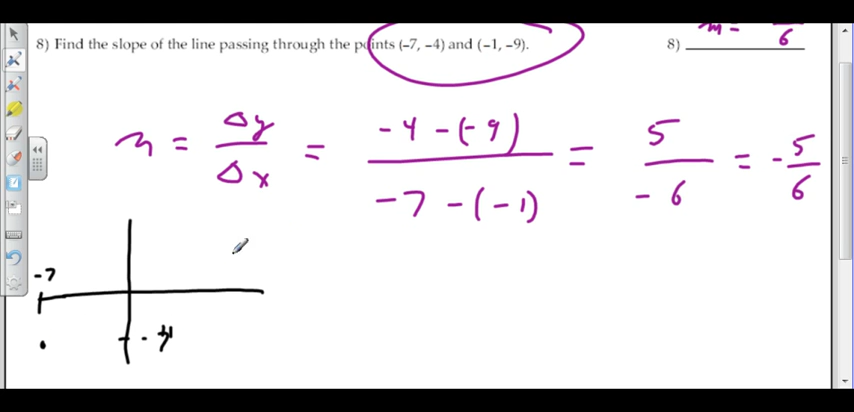 m = 6
8) Find the slope of the line passing through the points (–7, –4) and (–1, –9). 8)
m = Δy / Δx = -4 - (-9) / -7 - (-1) = 5 / -6 = - 5 / 6
-7
-4